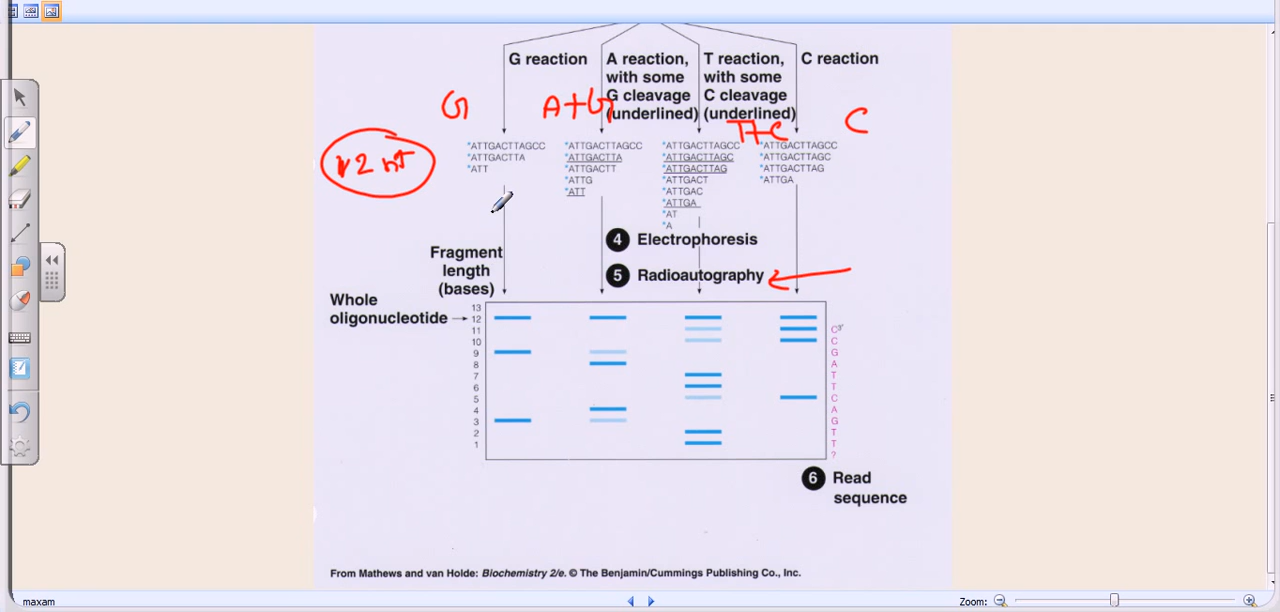 G reaction
A reaction,
with some
G cleavage
(underlined)
T reaction,
with some
C cleavage
(underlined)
C reaction
G
A+G
T+C
C
12 nt
*ATTGACTTAGCC
*ATTGACTTA
*ATT
*ATTGACTTAGCC
*ATTGACTTA
*ATTGACTT
*ATTG
*ATT
*ATTGACTTAGCC
*ATTGACTTAGC
*ATTGACTTAG
*ATTGACT
*ATTGAC
*ATTGA
*AT
*A
*ATTGACTTAGCC
*ATTGACTTAGC
*ATTGACTTAG
*ATTGA
4 Electrophoresis
5 Radioautography
Fragment
length
(bases)
Whole
oligonucleotide
13
12
11
10
9
8
7
6
5
4
3
2
1
C3'
C
G
A
T
T
C
A
G
T
T
?
6 Read
sequence
From Mathews and van Holde: Biochemistry 2/e. © The Benjamin/Cummings Publishing Co., Inc.
maxam
Zoom: